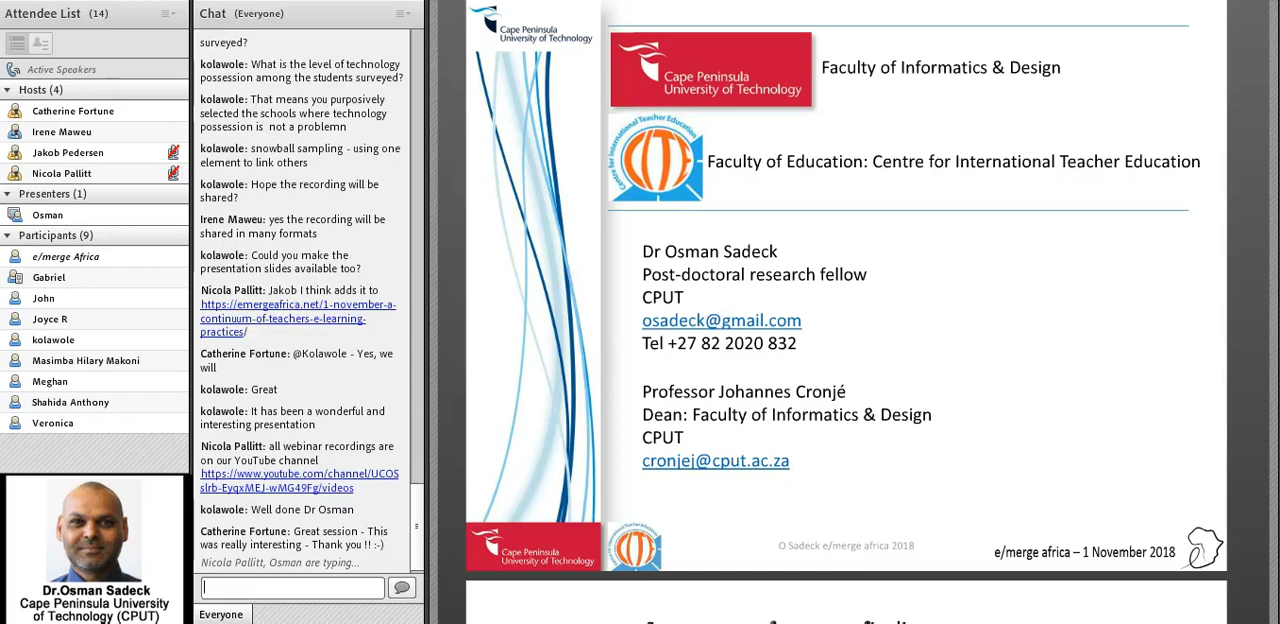 Attendee List (14)
Active Speakers
Hosts (4)
Catherine Fortune
Irene Maweu
Jakob Pedersen
Nicola Pallitt
Presenters (1)
Osman
Participants (9)
e/merge Africa
Gabriel
John
Joyce R
kolawole
Masimba Hilary Makoni
Meghan
Shahida Anthony
Veronica
Dr.Osman Sadeck
Cape Peninsula University
of Technology (CPUT)
Chat (Everyone)
surveyed?
kolawole: What is the level of technology
possession among the students surveyed?
kolawole: That means you purposively
selected the schools where technology
possession is not a problemn
kolawole: snowball sampling - using one
element to link others
kolawole: Hope the recording will be
shared?
Irene Maweu: yes the recording will be
shared in many formats
kolawole: Could you make the
presentation slides available too?
Nicola Pallitt: Jakob I think adds it to
https://emergeafrica.net/1-november-a-
continuum-of-teachers-e-learning-
practices/
Catherine Fortune: @Kolawole - Yes, we
will
kolawole: Great
kolawole: It has been a wonderful and
interesting presentation
Nicola Pallitt: all webinar recordings are
on our YouTube channel
https://www.youtube.com/channel/UCOS
slrb-EyqxMEJ-wMG49Fg/videos
kolawole: Well done Dr Osman
Catherine Fortune: Great session - This
was really interesting - Thank you !! :-)
Nicola Pallitt, Osman are typing...
Everyone
Cape Peninsula
University of Technology
Cape Peninsula
University of Technology
Faculty of Informatics & Design
Centre for International Teacher Education
CITE
Faculty of Education: Centre for International Teacher Education
Dr Osman Sadeck
Post-doctoral research fellow
CPUT
osadeck@gmail.com
Tel +27 82 2020 832
Professor Johannes Cronjé
Dean: Faculty of Informatics & Design
CPUT
cronjej@cput.ac.za
Cape Peninsula
University of Technology
O Sadeck e/merge africa 2018
e/merge africa – 1 November 2018